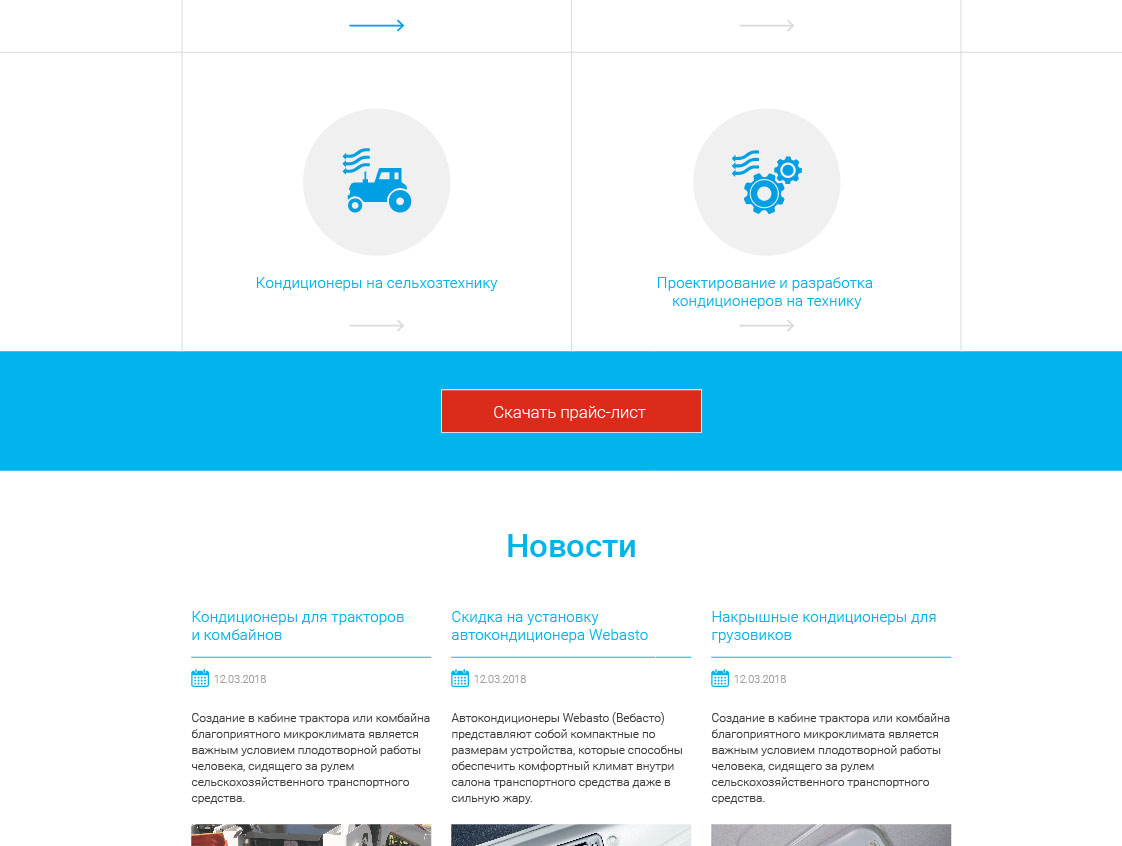 Кондиционеры на сельхозтехнику
Проектирование и разработка
кондиционеров на технику
Скачать прайс-лист
Новости
Кондиционеры для тракторов
и комбайнов
12.03.2018
Создание в кабине трактора или комбайна
благоприятного микроклимата является
важным условием плодотворной работы
человека, сидящего за рулем
сельскохозяйственного транспортного
средства.
Скидка на установку
автокондиционера Webasto
12.03.2018
Автокондиционеры Webasto (Вебасто)
представляют собой компактные по
размерам устройства, которые способны
обеспечить комфортный климат внутри
салона транспортного средства даже в
сильную жару.
Накрышные кондиционеры для
грузовиков
12.03.2018
Создание в кабине трактора или комбайна
благоприятного микроклимата является
важным условием плодотворной работы
человека, сидящего за рулем
сельскохозяйственного транспортного
средства.